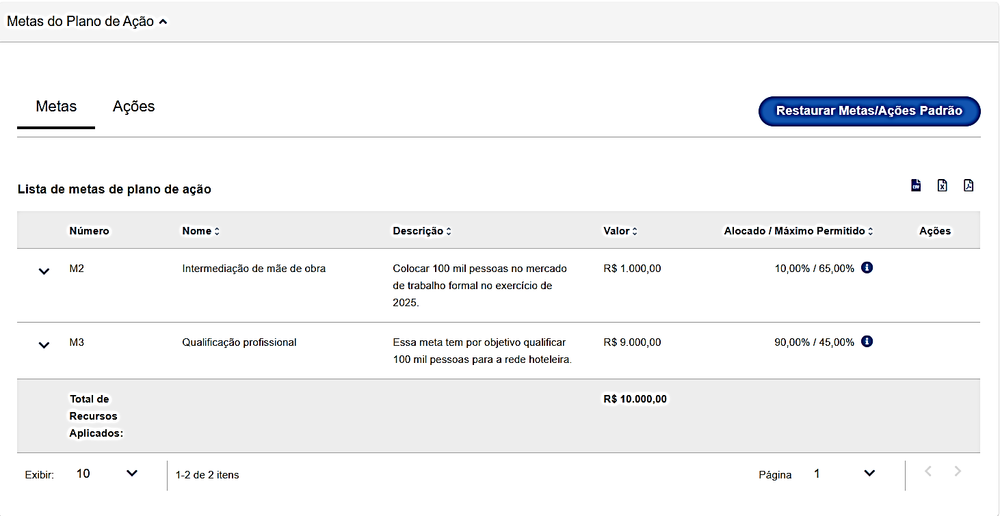 Metas do Plano de Ação
Metas
Ações
Restaurar Metas/Ações Padrão
Lista de metas de plano de ação
CSV
X
Número
Nome
Descrição
Valor
Alocado / Máximo Permitido
Ações
M2
Intermediação de mãe de obra
Colocar 100 mil pessoas no mercado
de trabalho formal no exercício de
2025.
R$ 1.000,00
10,00% / 65,00%
M3
Qualificação profissional
Essa meta tem por objetivo qualificar
100 mil pessoas para a rede hoteleira.
R$ 9.000,00
90,00% / 45,00%
Total de
Recursos
Aplicados:
R$ 10.000,00
Exibir:
10
1-2 de 2 itens
Página
1